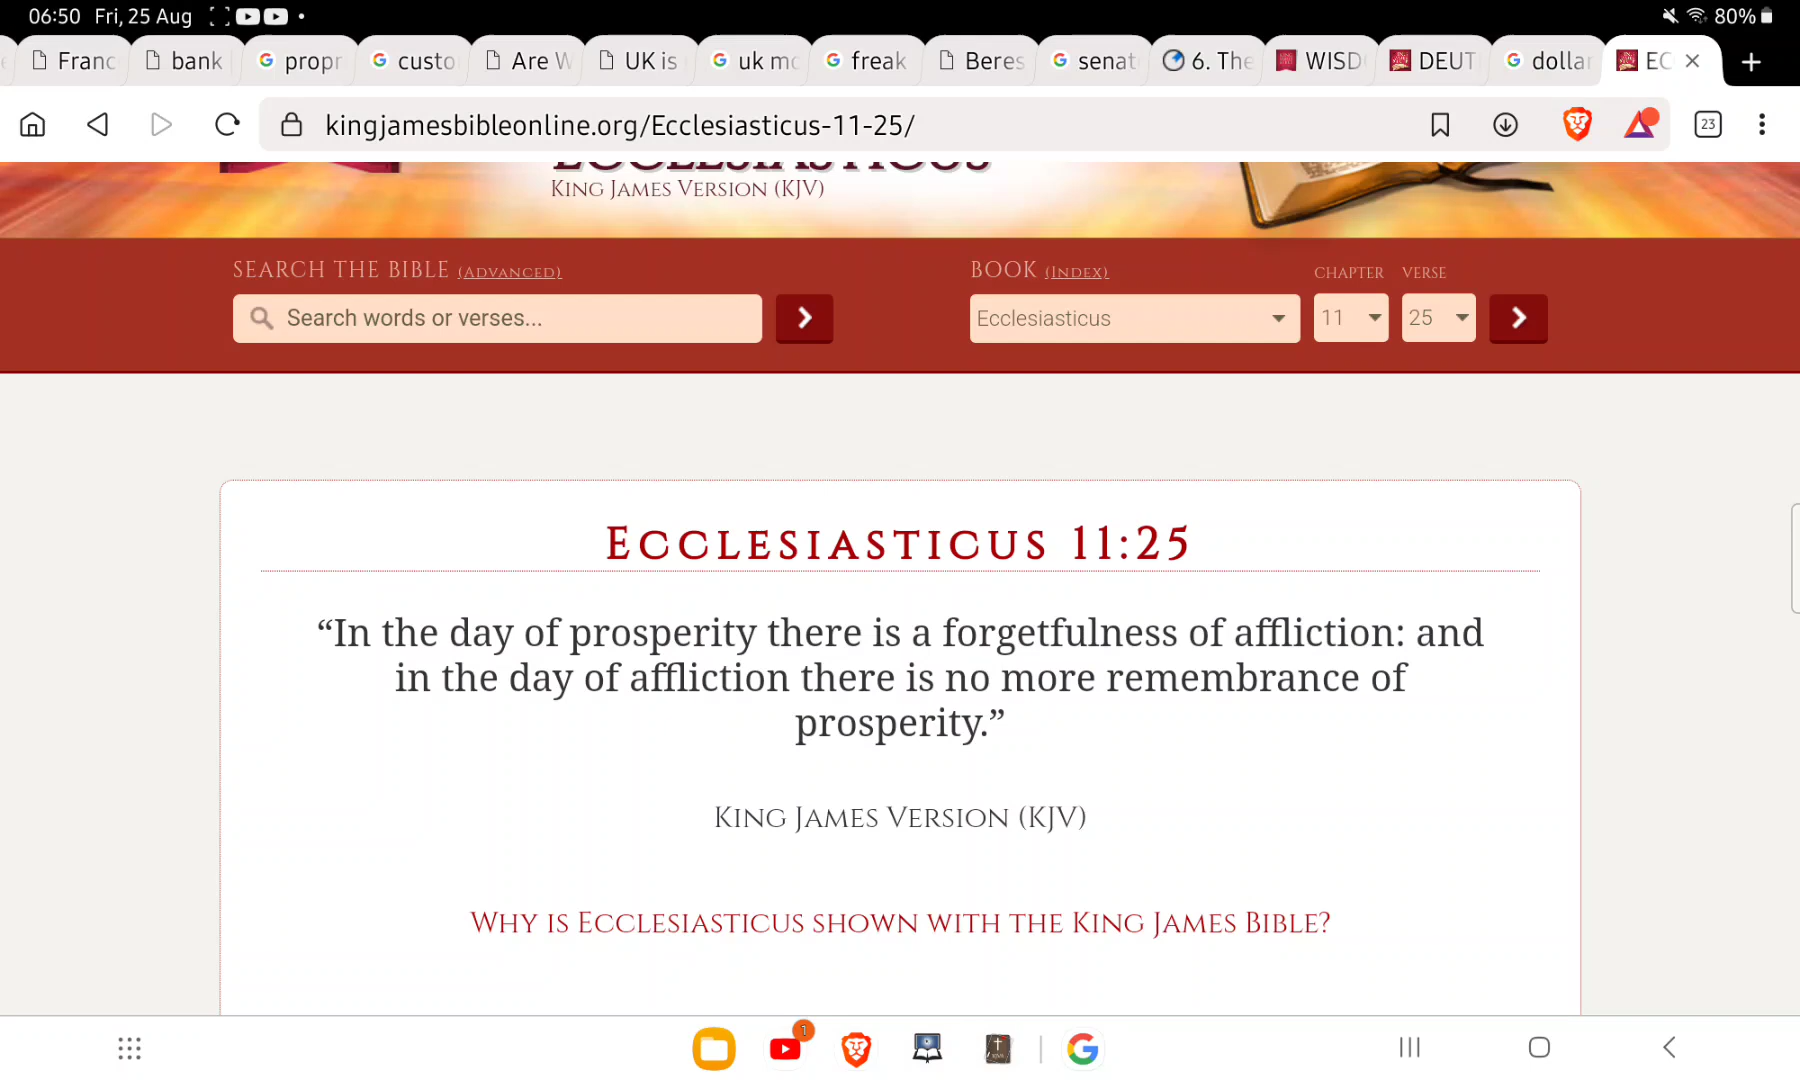 06:50 Fri, 25 Aug
80%
Franc
bank
propr
custo
Are W
UK is
uk mo
freak
Beres
senat
6. The
WISD
DEUT
dollar
EC
kingjamesbibleonline.org/Ecclesiasticus-11-25/
23
ECCLESIASTICUS
KING JAMES VERSION (KJV)
SEARCH THE BIBLE (ADVANCED)
BOOK (INDEX)
CHAPTER
VERSE
Search words or verses...
Ecclesiasticus
11
25
ECCLESIASTICUS 11:25
“In the day of prosperity there is a forgetfulness of affliction: and
in the day of affliction there is no more remembrance of
prosperity.”
KING JAMES VERSION (KJV)
WHY IS ECCLESIASTICUS SHOWN WITH THE KING JAMES BIBLE?
1